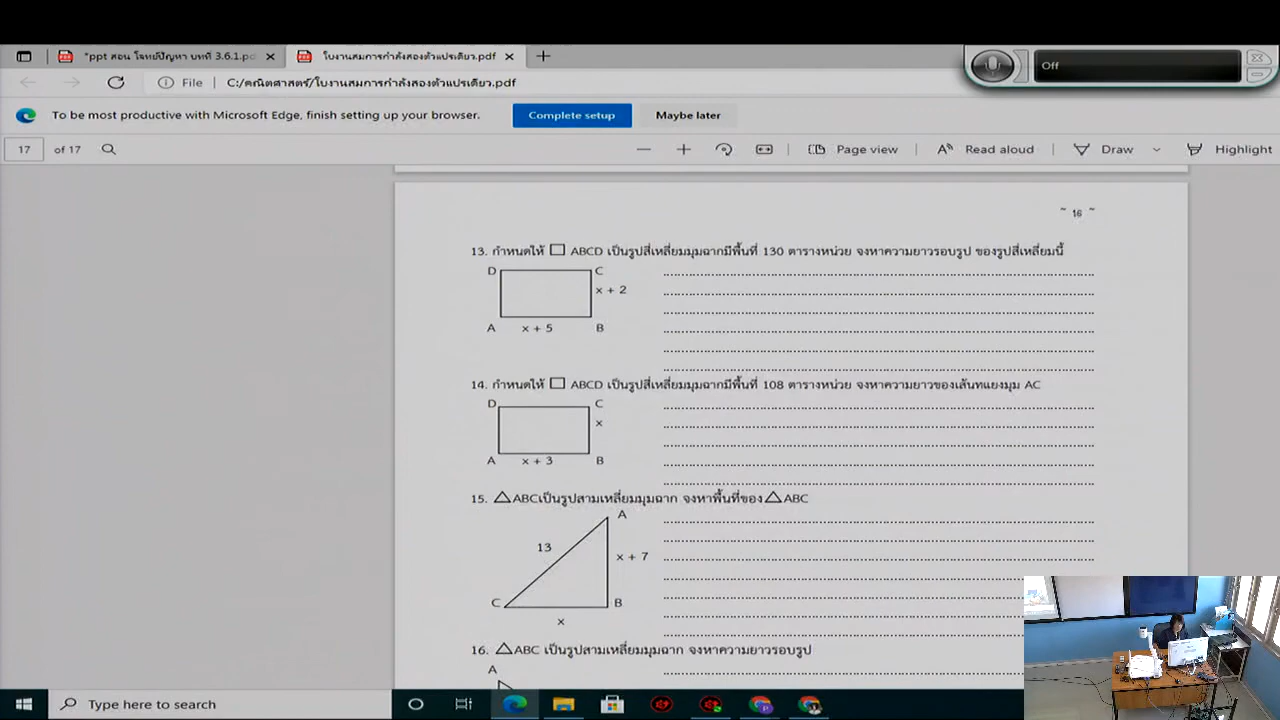 "ppt สอน โจทย์ปัญหา บทที่ 3.6.1.po
ใบงานสมการกำลังสองตัวแปรเดียว.pdf
Off
File
C:/คณิตศาสตร์/ใบงานสมการกำลังสองตัวแปรเดียว.pdf
To be most productive with Microsoft Edge, finish setting up your browser.
Complete setup
Maybe later
17 of 17
Page view
Read aloud
Draw
Highlight
~ 16 ~
13. กำหนดให้ □ ABCD เป็นรูปสี่เหลี่ยมมุมฉากมีพื้นที่ 130 ตารางหน่วย จงหาความยาวรอบรูป ของรูปสี่เหลี่ยมนี้
D C
x + 2
A x + 5 B
14. กำหนดให้ □ ABCD เป็นรูปสี่เหลี่ยมมุมฉากมีพื้นที่ 108 ตารางหน่วย จงหาความยาวของเส้นทแยงมุม AC
D C
x
A x + 3 B
15. △ABCเป็นรูปสามเหลี่ยมมุมฉาก จงหาพื้นที่ของ△ABC
A
13
x + 7
C B
x
16. △ABC เป็นรูปสามเหลี่ยมมุมฉาก จงหาความยาวรอบรูป
A
Type here to search